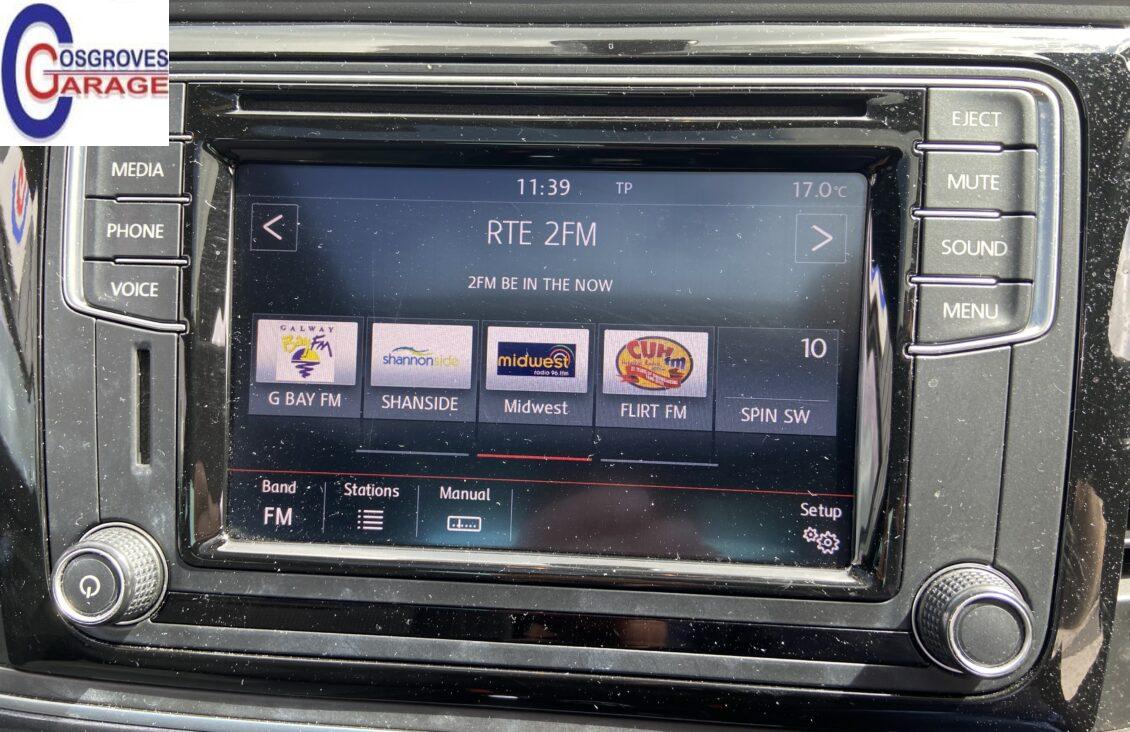 COSGROVES
GARAGE
EJECT
MUTE
SOUND
MENU
MEDIA
PHONE
VOICE
11:39 TP 17.0°C
< RTE 2FM >
2FM BE IN THE NOW
GALWAY
Bay FM
G BAY FM
shannonside
SHANSIDE
midwest
radio 96.1fm
Midwest
FLIRT FM
10
SPIN SW
Band
FM
Stations
Manual
Setup